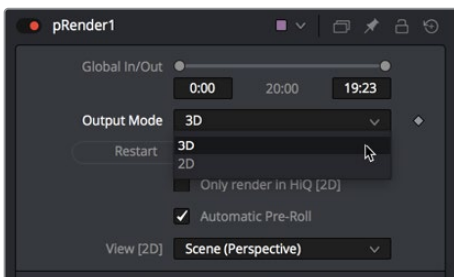 pRender1
Global In/Out
0:00 20:00 19:23
Output Mode 3D
Restart 3D
2D
Only render in HiQ [2D]
Automatic Pre-Roll
View [2D] Scene (Perspective)